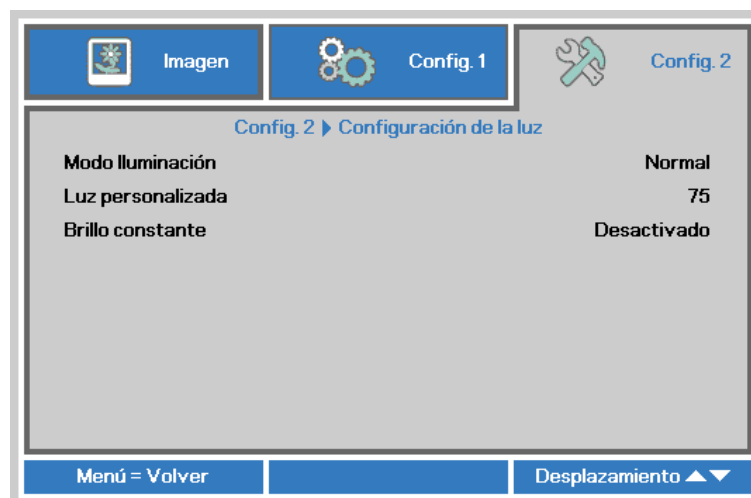 Imagen
Config. 1
Config. 2
Config. 2 ▶ Configuración de la luz
Modo Iluminación Normal
Luz personalizada 75
Brillo constante Desactivado
Menú = Volver
Desplazamiento ▲▼